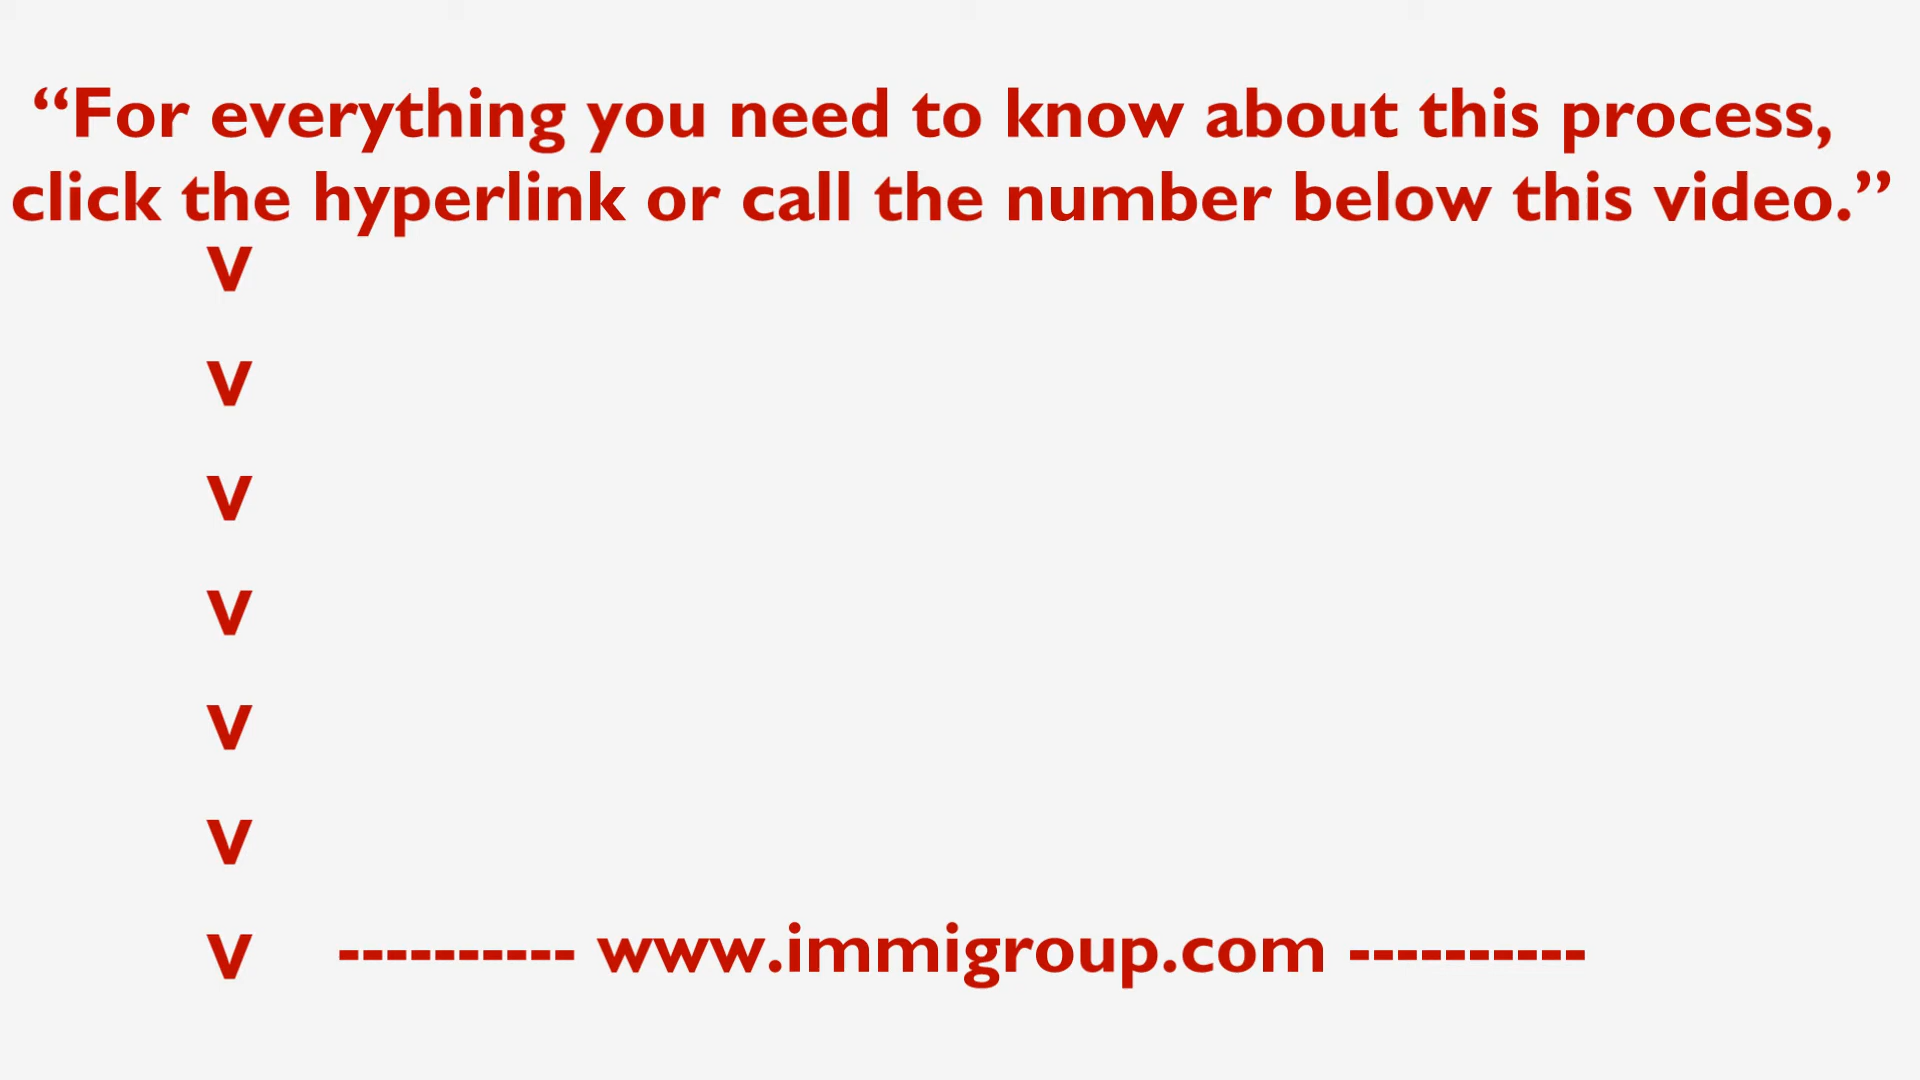 “For everything you need to know about this process,
click the hyperlink or call the number below this video.”
V
V
V
V
V
V
V ---------- www.immigroup.com ----------